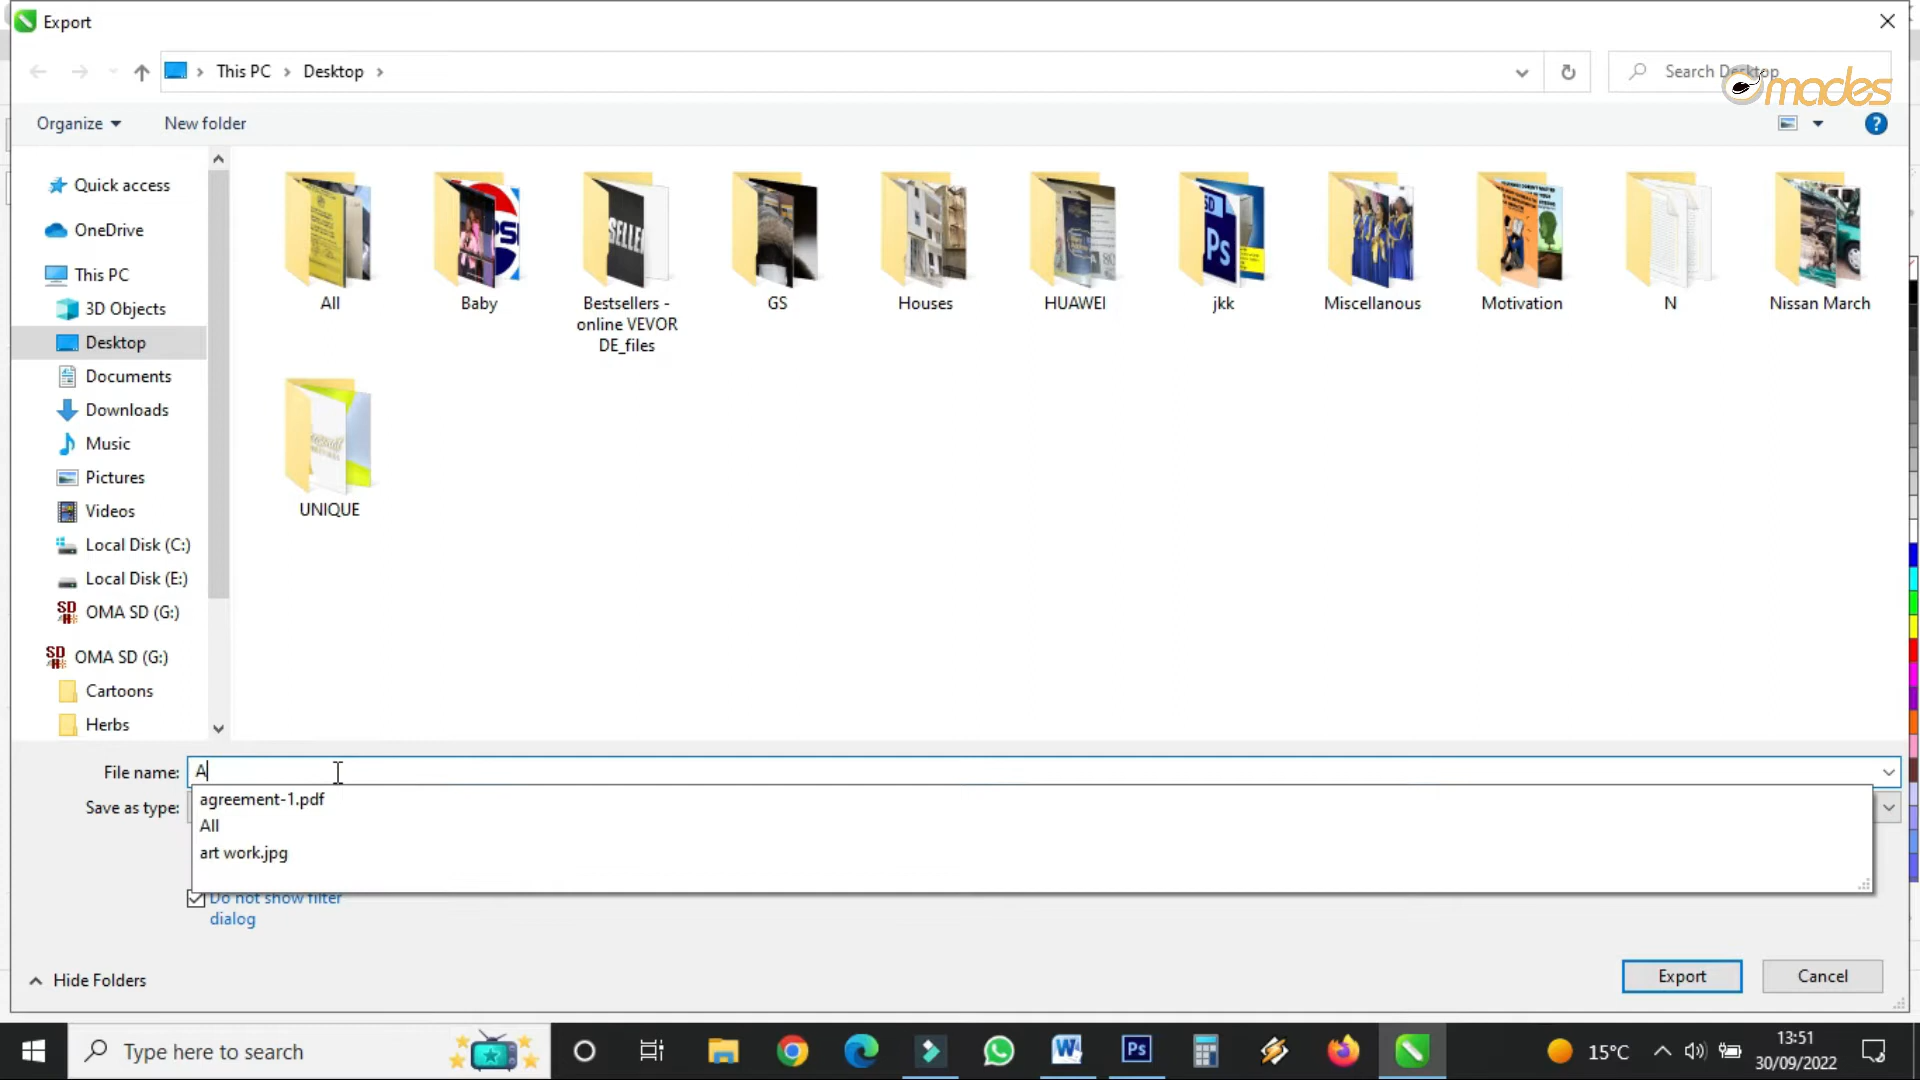 Export
This PC
Desktop
Search Desktop
mades
Organize
New folder
?
Quick access
OneDrive
This PC
3D Objects
Desktop
Documents
Downloads
Music
Pictures
Videos
Local Disk (C:)
Local Disk (E:)
OMA SD (G:)
OMA SD (G:)
Cartoons
Herbs
All
Baby
Bestsellers -
online VEVOR
DE_files
GS
Houses
HUAWEI
jkk
Miscellanous
Motivation
N
Nissan March
UNIQUE
File name: A
Save as type:
agreement-1.pdf
All
art work.jpg
Do not show filter
dialog
Hide Folders
Export
Cancel
Type here to search
15°C
13:51
30/09/2022